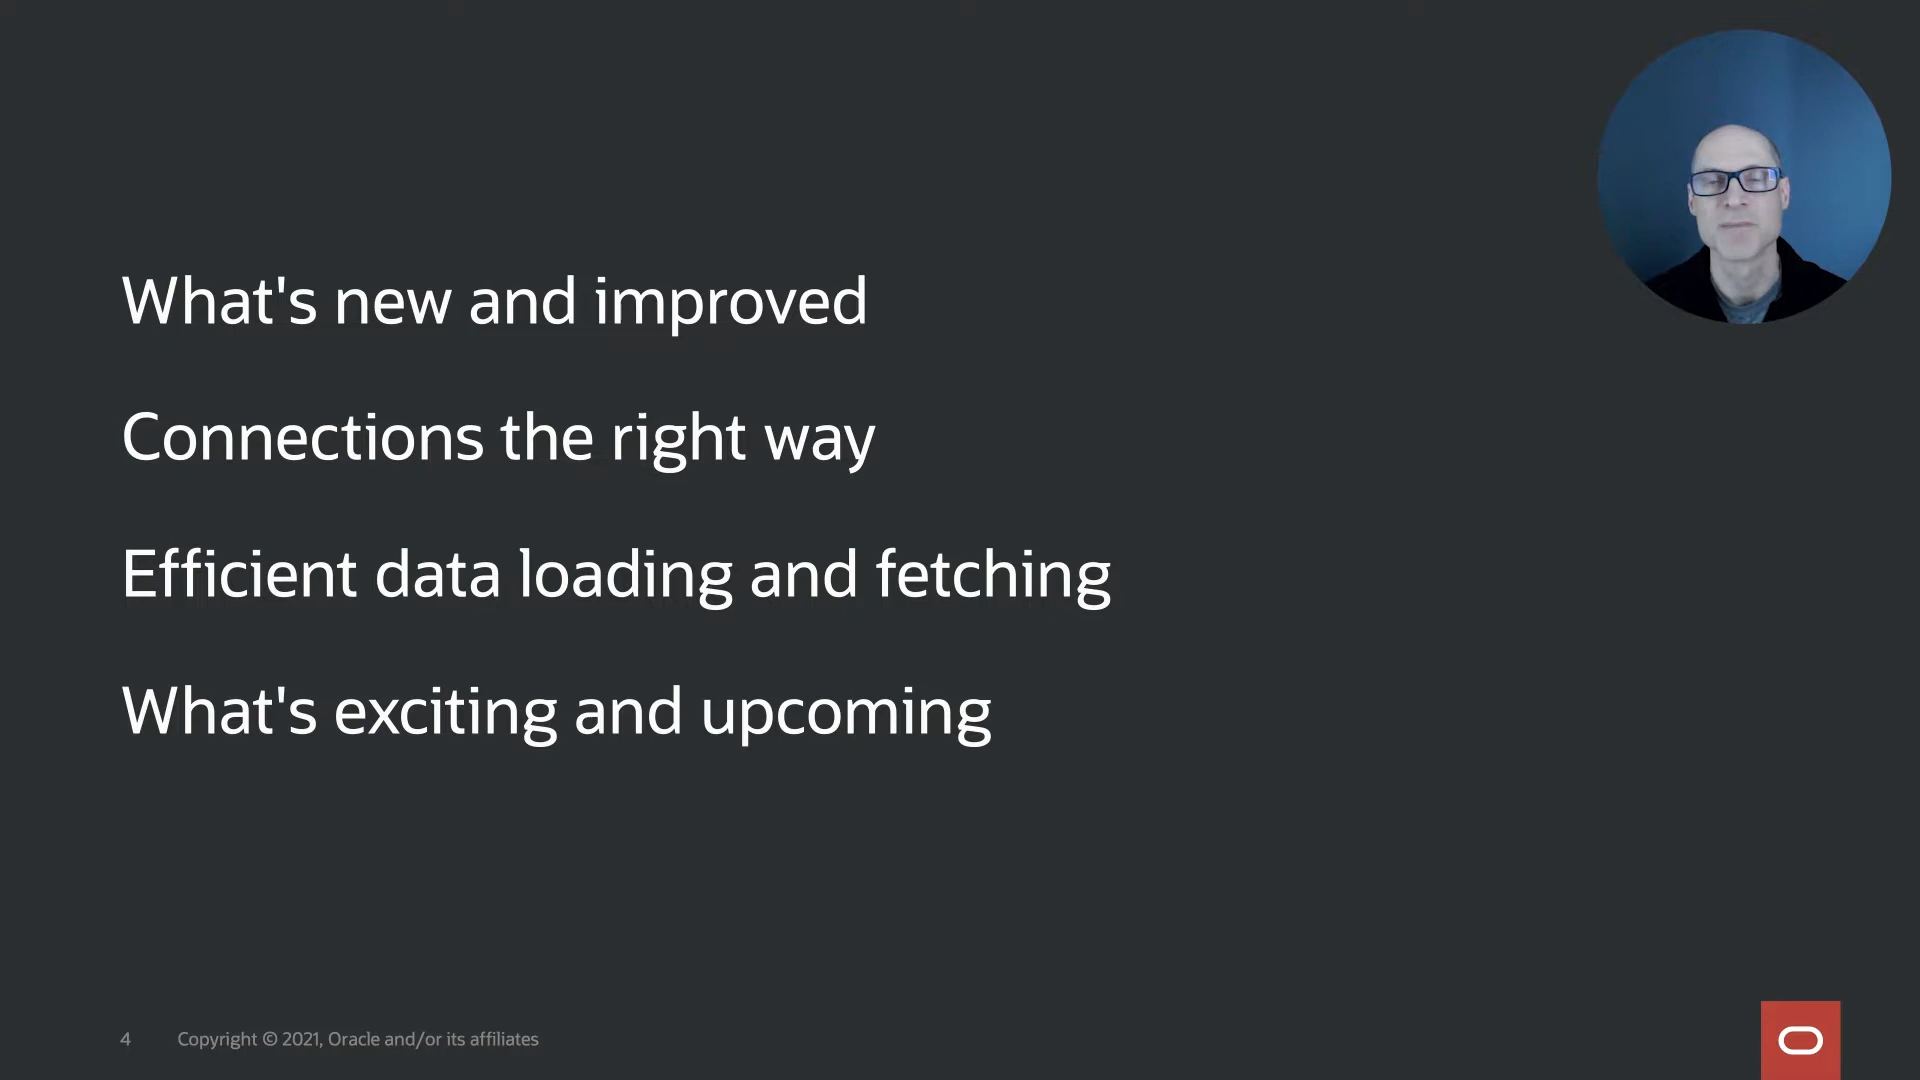 What's new and improved
Connections the right way
Efficient data loading and fetching
What's exciting and upcoming
4 Copyright © 2021, Oracle and/or its affiliates